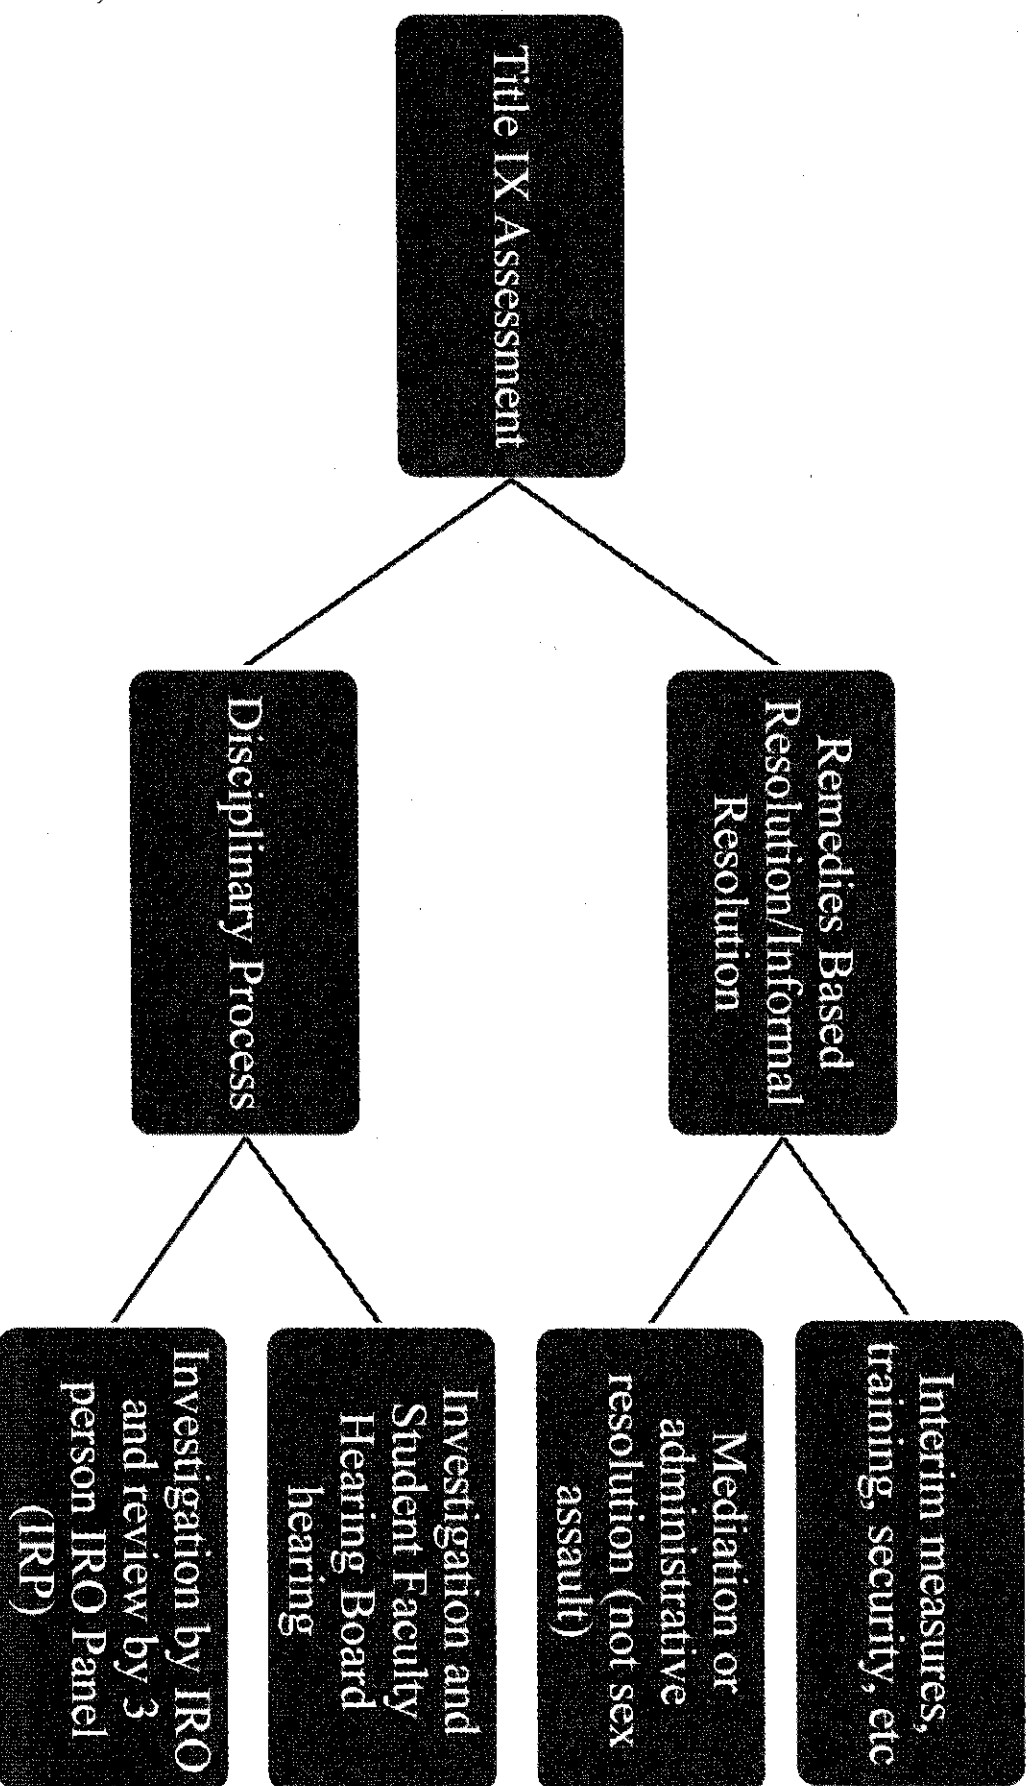 Title IX Assessment
Remedies Based
Resolution/Informal
Resolution
Interim measures,
training, security, etc
Mediation or
administrative
resolution (not sex
assault)
Disciplinary Process
Investigation and
Student Faculty
Hearing Board
hearing
Investigation by IRO
and review by 3
person IRO Panel
(IRP)